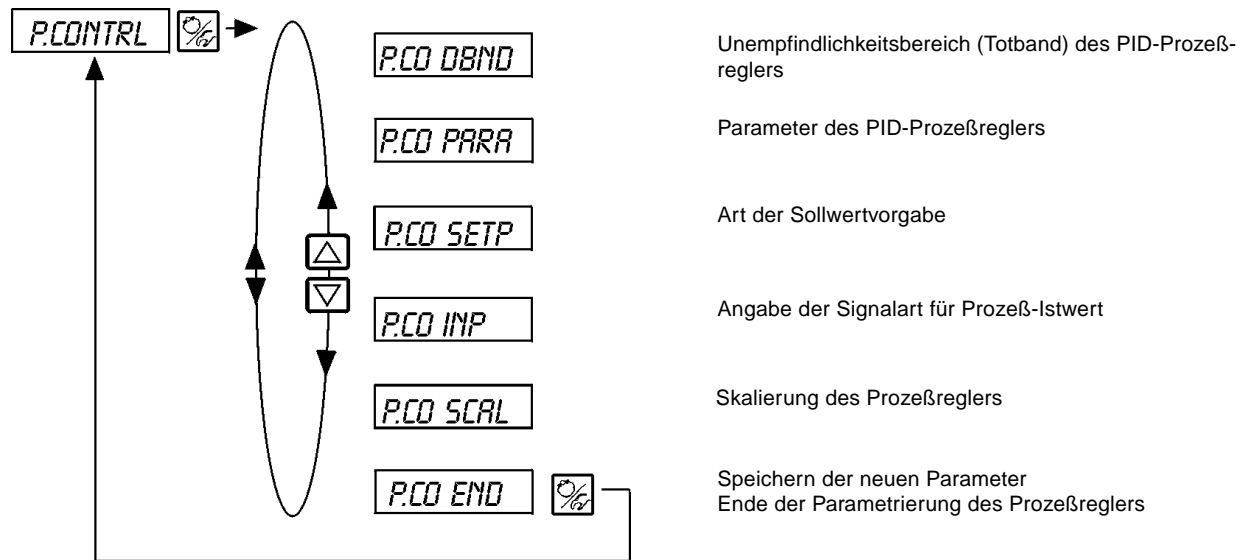 P.CONTRL
P.CO DBND
Unempfindlichkeitsbereich (Totband) des PID-Prozeß-
reglers
P.CO PARA
Parameter des PID-Prozeßreglers
P.CO SETP
Art der Sollwertvorgabe
P.CO INP
Angabe der Signalart für Prozeß-Istwert
P.CO SCAL
Skalierung des Prozeßreglers
P.CO END
Speichern der neuen Parameter
Ende der Parametrierung des Prozeßreglers